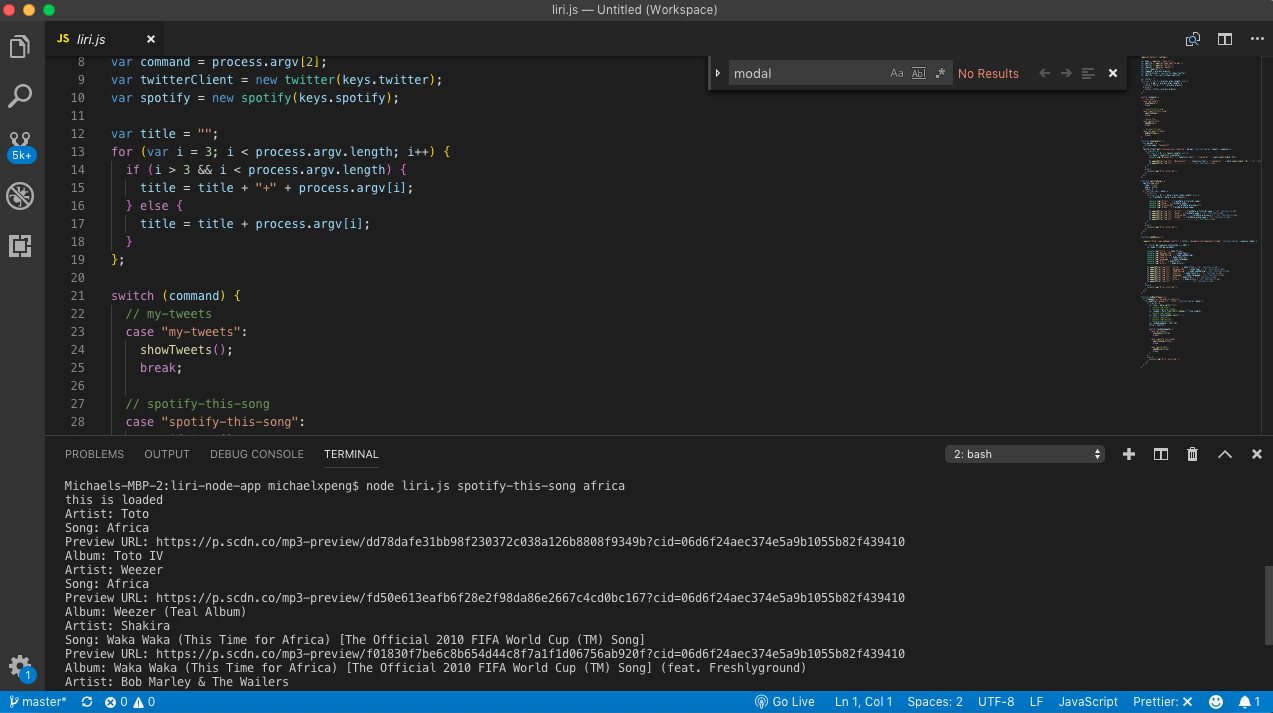 liri.js — Untitled (Workspace)
JS liri.js
modal Aa Abl .* No Results
8 var command = process.argv[2];
9 var twitterClient = new twitter(keys.twitter);
10 var spotify = new spotify(keys.spotify);
11
12 var title = "";
13 for (var i = 3; i < process.argv.length; i++) {
14 if (i > 3 && i < process.argv.length) {
15 title = title + "+" + process.argv[i];
16 } else {
17 title = title + process.argv[i];
18 }
19 };
20
21 switch (command) {
22 // my-tweets
23 case "my-tweets":
24 showTweets();
25 break;
26
27 // spotify-this-song
28 case "spotify-this-song":
5k+
PROBLEMS OUTPUT DEBUG CONSOLE TERMINAL 2: bash
Michaels-MBP-2:liri-node-app michaelxpeng$ node liri.js spotify-this-song africa
this is loaded
Artist: Toto
Song: Africa
Preview URL: https://p.scdn.co/mp3-preview/dd78dafe31bb98f230372c038a126b8808f9349b?cid=06d6f24aec374e5a9b1055b82f439410
Album: Toto IV
Artist: Weezer
Song: Africa
Preview URL: https://p.scdn.co/mp3-preview/fd50e613eafb6f28e2f98da86e2667c4cd0bc167?cid=06d6f24aec374e5a9b1055b82f439410
Album: Weezer (Teal Album)
Artist: Shakira
Song: Waka Waka (This Time for Africa) [The Official 2010 FIFA World Cup (TM) Song]
Preview URL: https://p.scdn.co/mp3-preview/f01830f7be6c8b654d44c8f7a1f1d06756ab920f?cid=06d6f24aec374e5a9b1055b82f439410
Album: Waka Waka (This Time for Africa) [The Official 2010 FIFA World Cup (TM) Song] (feat. Freshlyground)
Artist: Bob Marley & The Wailers
1
master* 0 0 Go Live Ln 1, Col 1 Spaces: 2 UTF-8 LF JavaScript Prettier: ✕ 1